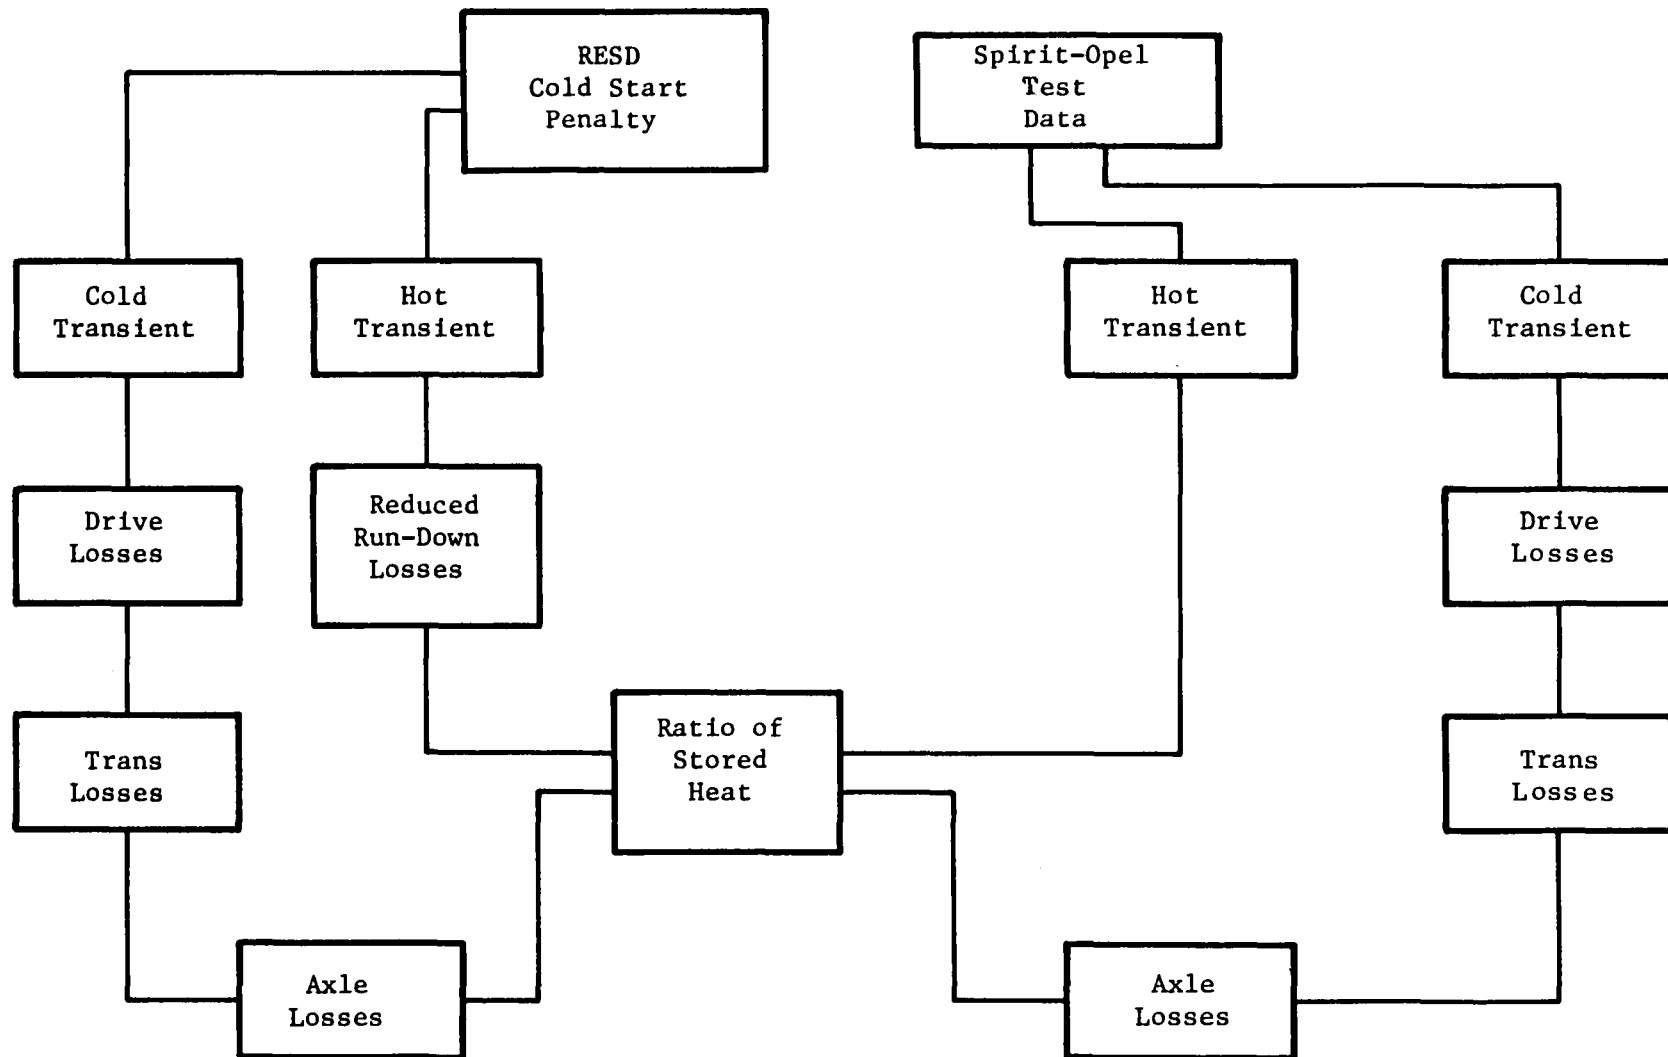 RESD
Cold Start
Penalty
Spirit-Opel
Test
Data
Cold
Transient
Hot
Transient
Hot
Transient
Cold
Transient
Drive
Losses
Reduced
Run-Down
Losses
Drive
Losses
Trans
Losses
Ratio of
Stored
Heat
Trans
Losses
Axle
Losses
Axle
Losses